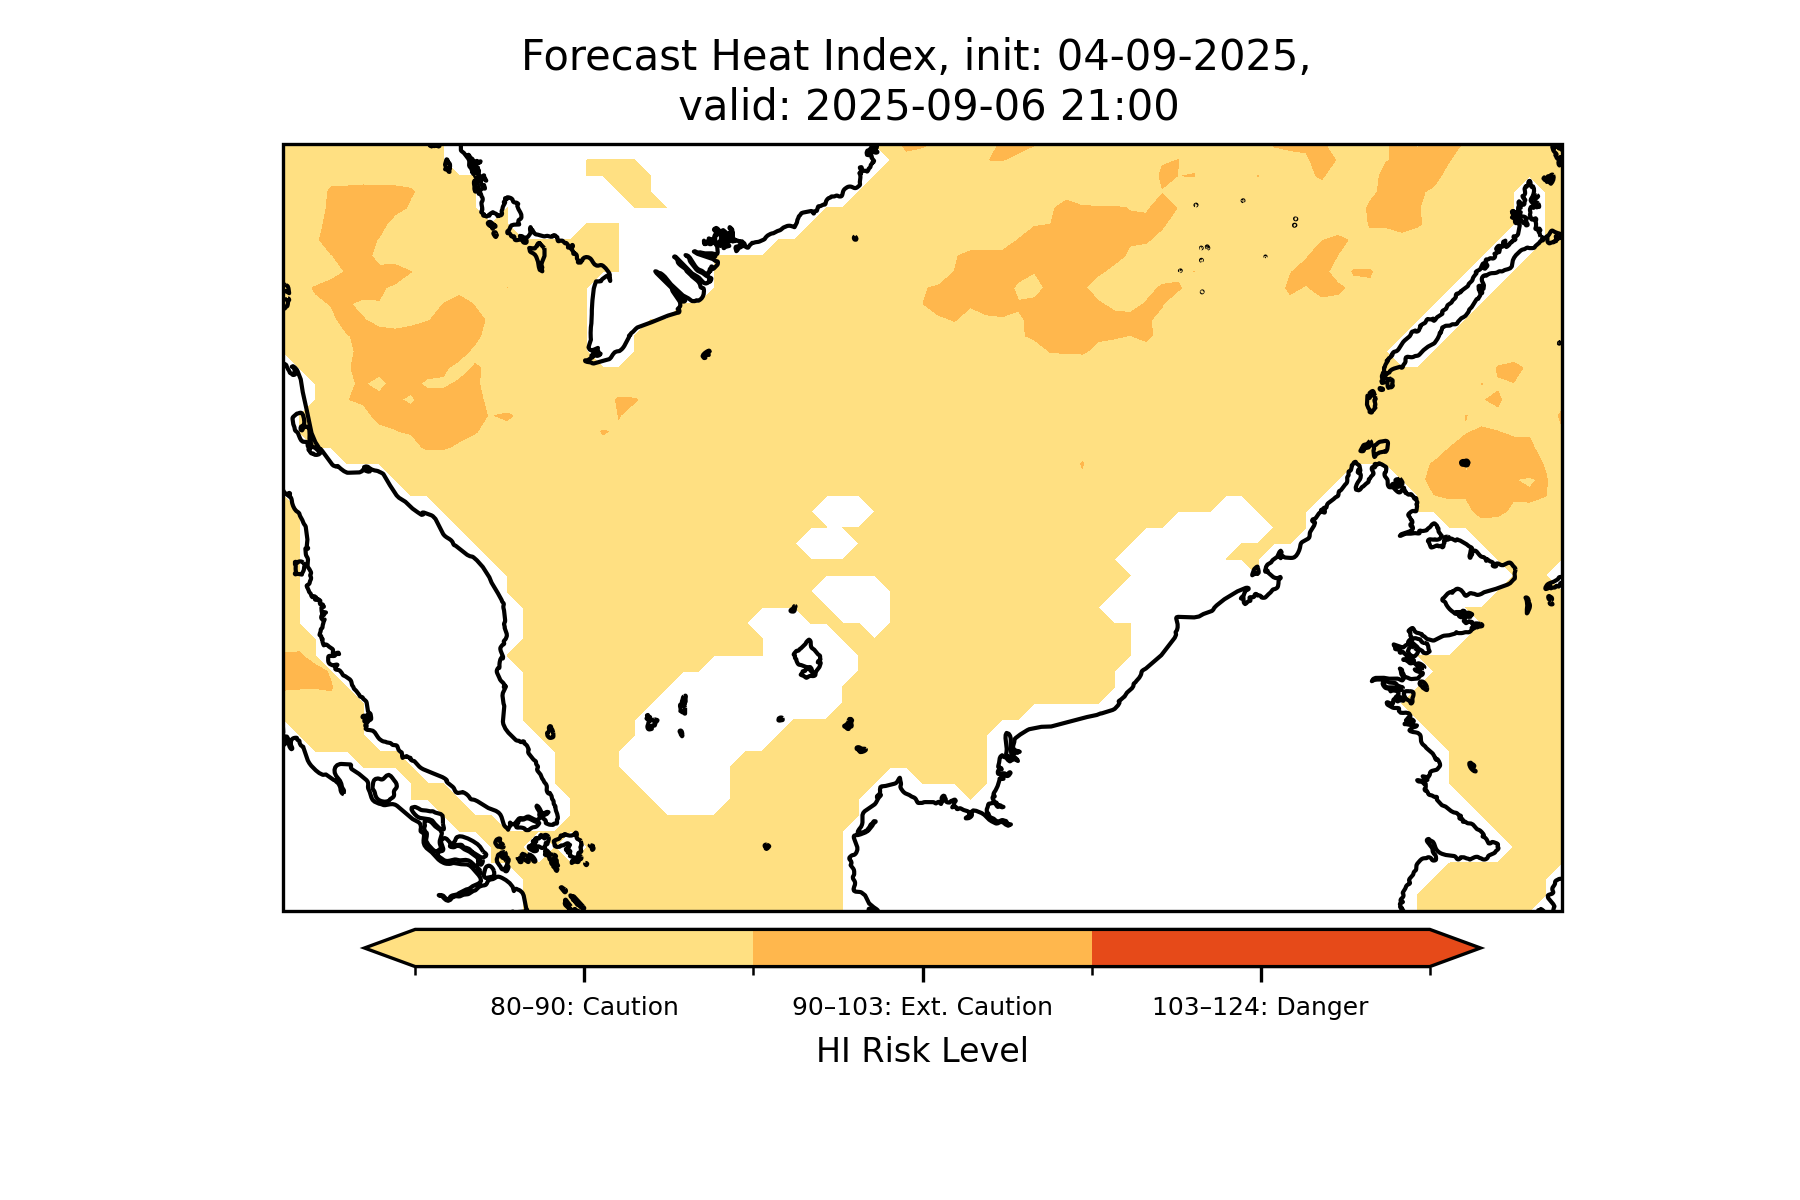 Forecast Heat Index, init: 04-09-2025,
valid: 2025-09-06 21:00
80–90: Caution
90–103: Ext. Caution
103–124: Danger
HI Risk Level